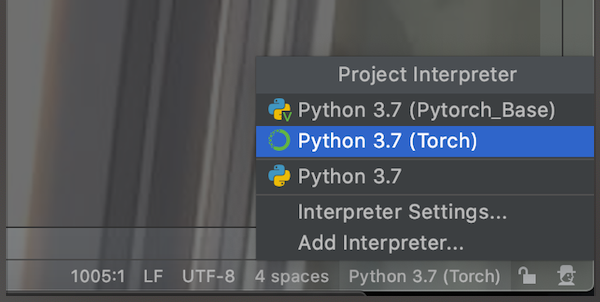 Project Interpreter
Python 3.7 (Pytorch_Base)
Python 3.7 (Torch)
Python 3.7
Interpreter Settings...
Add Interpreter...
1005:1 LF UTF-8 4 spaces Python 3.7 (Torch)